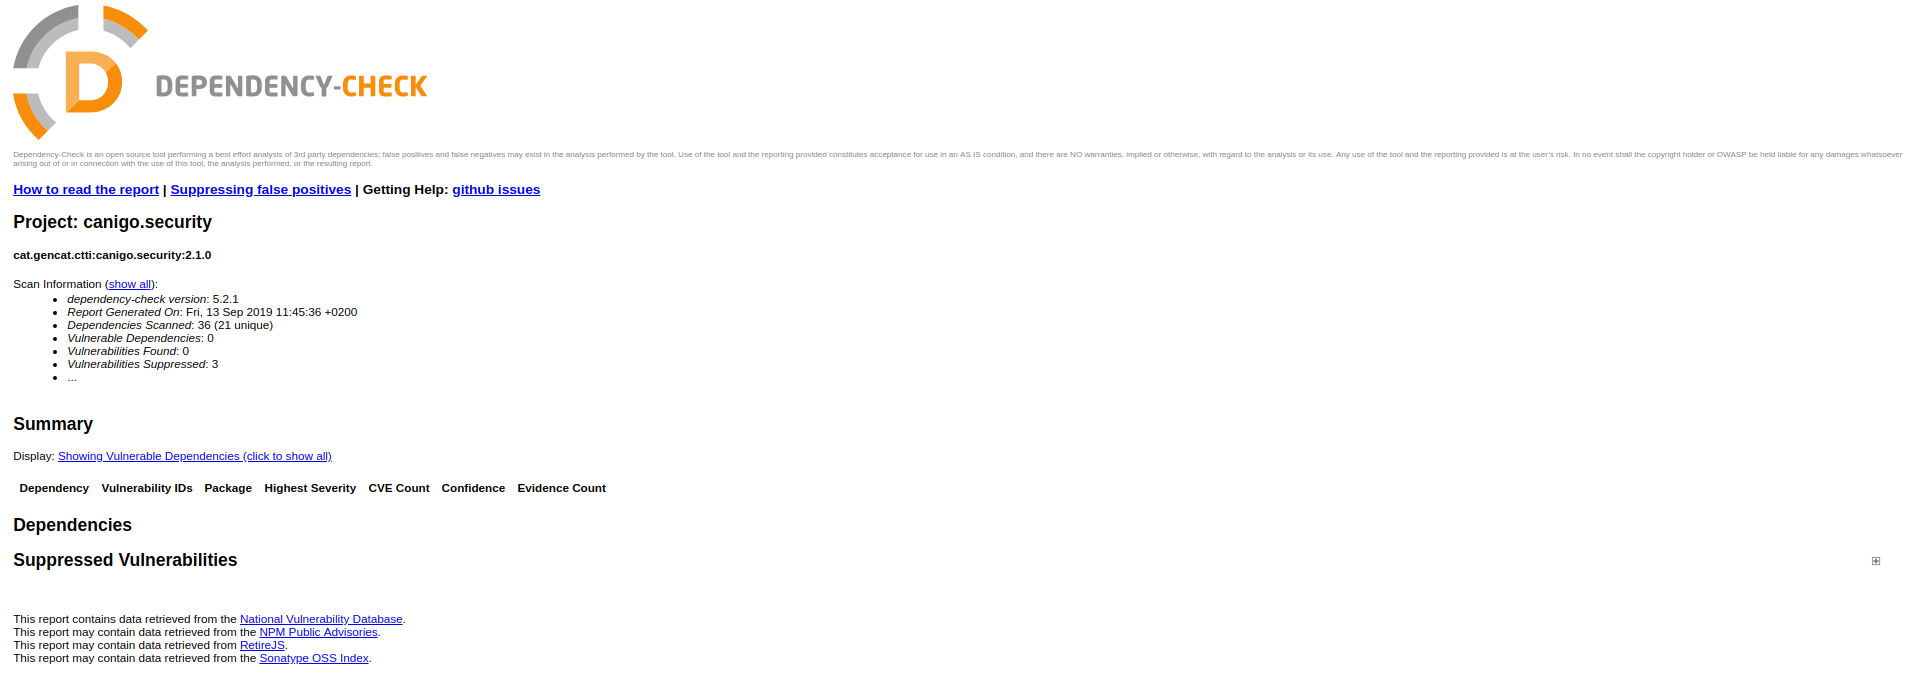 D
DEPENDENCY-CHECK
Dependency-Check is an open source tool performing a best effort analysis of 3rd party dependencies; false positives and false negatives may exist in the analysis performed by the tool. Use of the tool and the reporting provided constitutes acceptance for use in an AS IS condition, and there are NO warranties, implied or otherwise, with regard to the analysis or its use. Any use of the tool and the reporting provided is at the user's risk. In no event shall the copyright holder or OWASP be held liable for any damages whatsoever
arising out of or in connection with the use of this tool, the analysis performed, or the resulting report.
How to read the report | Suppressing false positives | Getting Help: github issues
Project: canigo.security
cat.gencat.ctti:canigo.security:2.1.0
Scan Information (show all):
• dependency-check version: 5.2.1
• Report Generated On: Fri, 13 Sep 2019 11:45:36 +0200
• Dependencies Scanned: 36 (21 unique)
• Vulnerable Dependencies: 0
• Vulnerabilities Found: 0
• Vulnerabilities Suppressed: 3
• ...
Summary
Display: Showing Vulnerable Dependencies (click to show all)
Dependency Vulnerability IDs Package Highest Severity CVE Count Confidence Evidence Count
Dependencies
Suppressed Vulnerabilities
This report contains data retrieved from the National Vulnerability Database.
This report may contain data retrieved from the NPM Public Advisories.
This report may contain data retrieved from RetireJS.
This report may contain data retrieved from the Sonatype OSS Index.